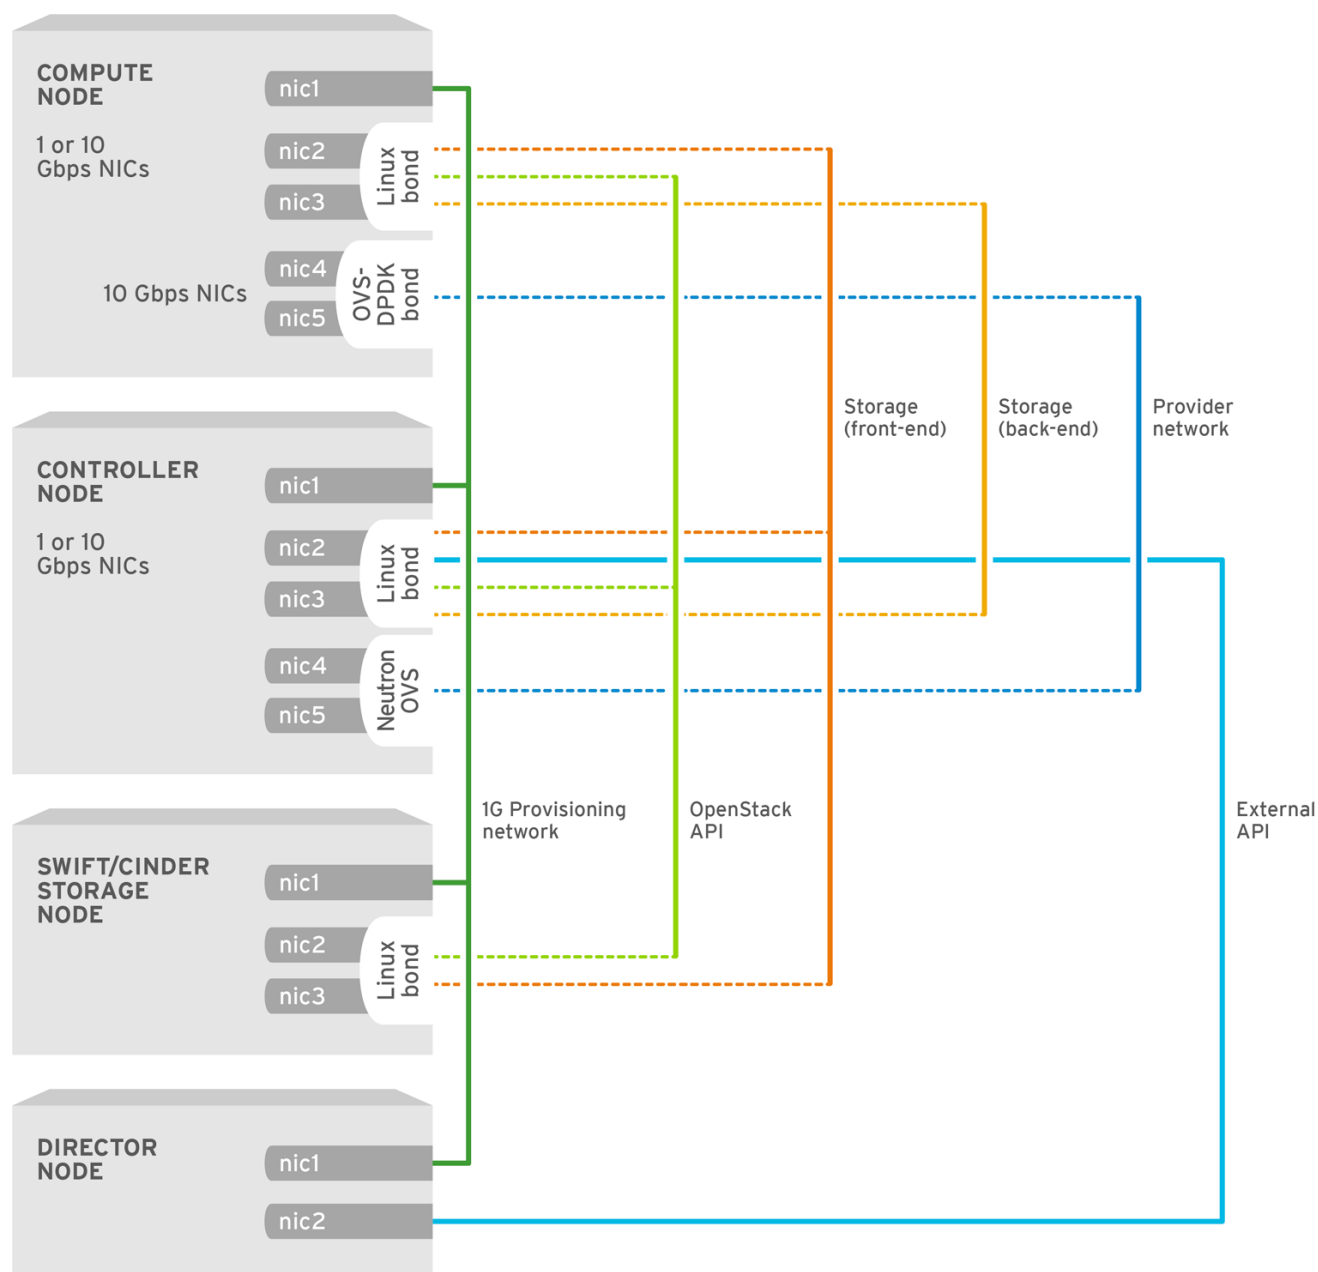 COMPUTE
NODE
nic1
1 or 10
Gbps NICs
nic2
nic3
Linux
bond
10 Gbps NICs
nic4
nic5
OVS-
DPDK
bond
Storage
(front-end)
Storage
(back-end)
Provider
network
CONTROLLER
NODE
nic1
1 or 10
Gbps NICs
nic2
nic3
Linux
bond
nic4
nic5
Neutron
OVS
1G Provisioning
network
OpenStack
API
External
API
SWIFT/CINDER
STORAGE
NODE
nic1
nic2
nic3
Linux
bond
DIRECTOR
NODE
nic1
nic2